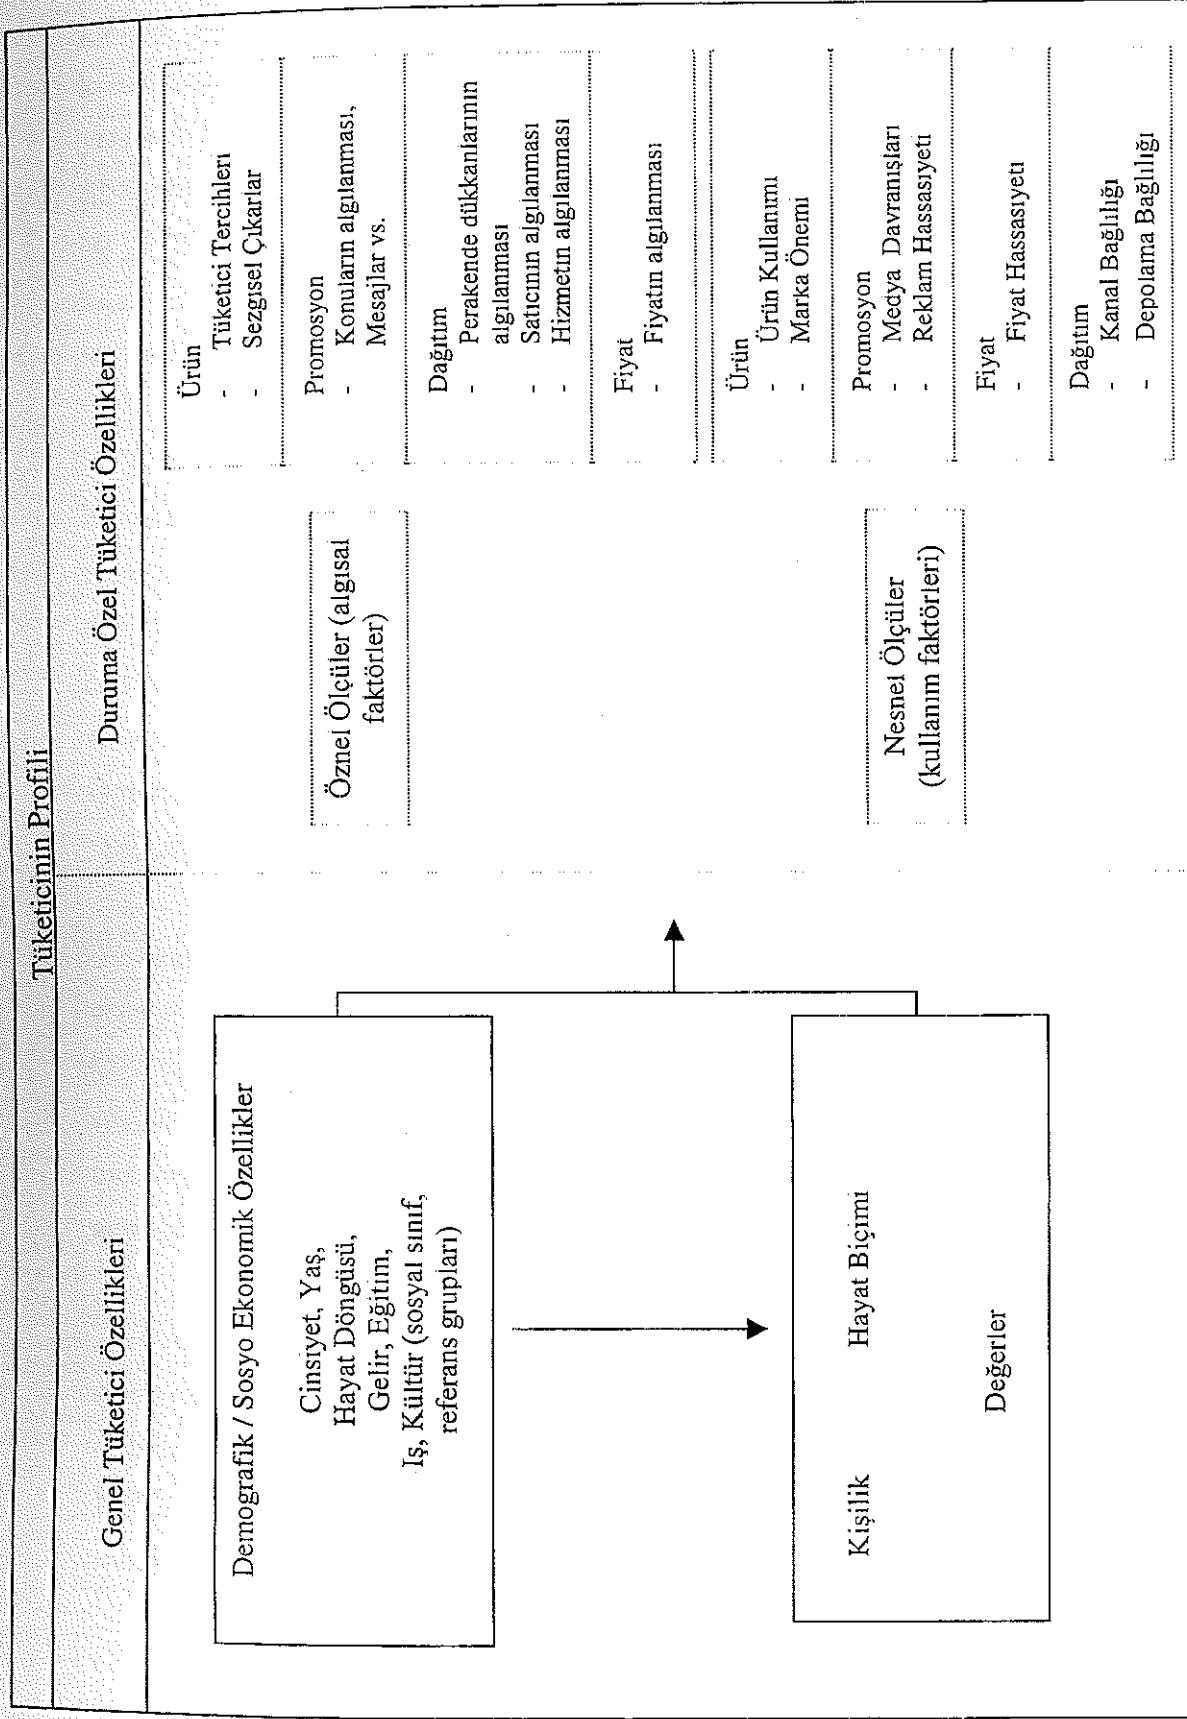 Tüketicinin Profili
Genel Tüketici Özellikleri
Duruma Özel Tüketici Özellikleri
Demografik / Sosyo Ekonomik Özellikler
Cinsiyet, Yaş,
Hayat Döngüsü,
Gelir, Eğitim,
Iş, Kültür (sosyal sınıf,
referans grupları)
Kişilik Hayat Biçimi
Değerler
Öznel Ölçüler (algısal
faktörler)
Nesnel Ölçüler
(kullanım faktörleri)
Ürün
- Tüketici Tercihleri
- Sezgisel Çıkarlar
Promosyon
- Konuların algılanması,
Mesajlar vs.
Dağıtım
- Perakende dükkanlarının
algılanması
- Satıcının algılanması
- Hizmetin algılanması
Fiyat
- Fiyatın algılanması
Ürün
- Ürün Kullanımı
- Marka Önemi
Promosyon
- Medya Davranışları
- Reklam Hassasiyeti
Fiyat
- Fiyat Hassasiyeti
Dağıtım
- Kanal Bağlılığı
- Depolama Bağlılığı